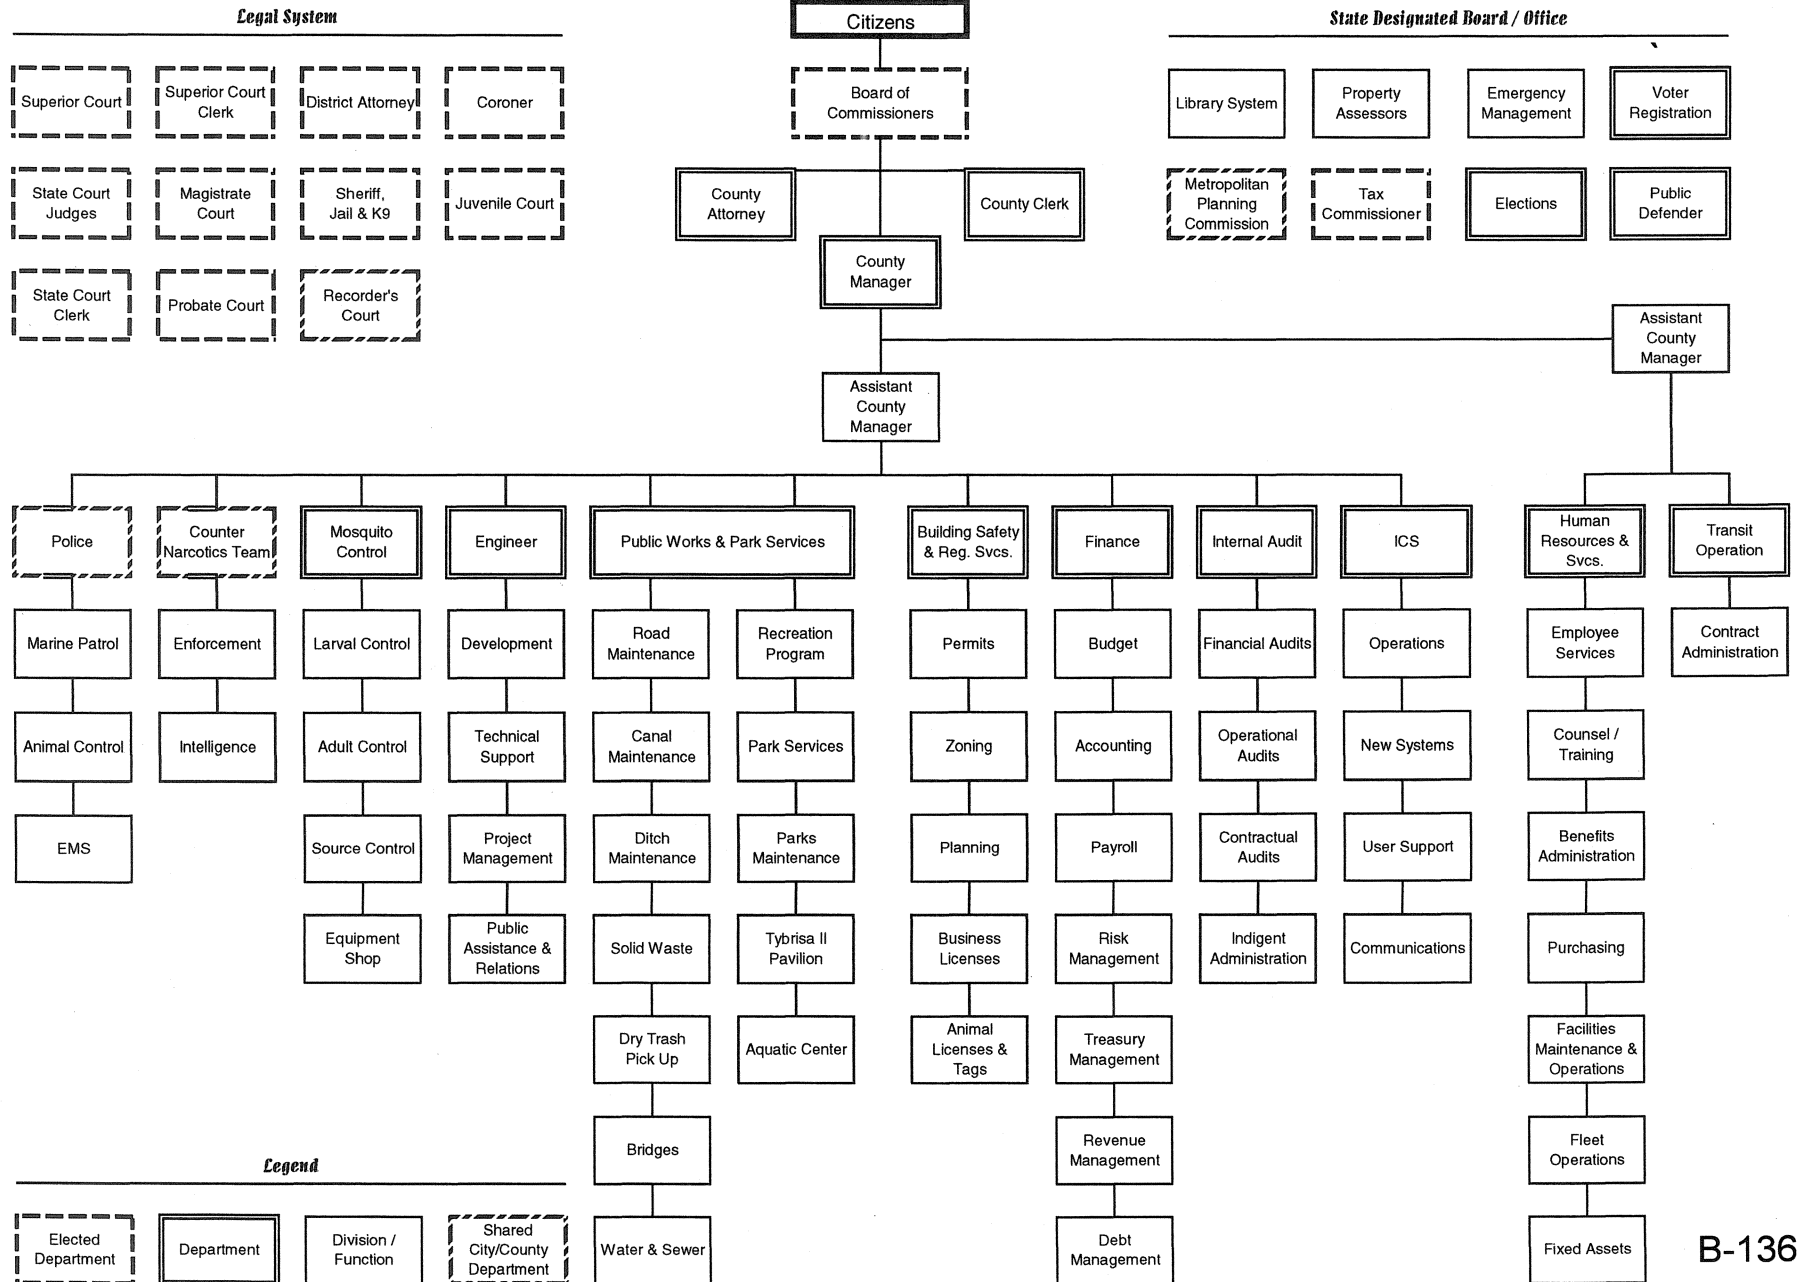 Legal System
Citizens
State Designated Board / Office
Superior Court
Superior Court
Clerk
District Attorney
Coroner
Board of
Commissioners
Library System
Property
Assessors
Emergency
Management
Voter
Registration
State Court
Judges
Magistrate
Court
Sheriff,
Jail & K9
Juvenile Court
County
Attorney
County Clerk
Metropolitan
Planning
Commission
Tax
Commissioner
Elections
Public
Defender
County
Manager
State Court
Clerk
Probate Court
Recorder's
Court
Assistant
County
Manager
Assistant
County
Manager
Police
Counter
Narcotics Team
Mosquito
Control
Engineer
Public Works & Park Services
Building Safety
& Reg. Svcs.
Finance
Internal Audit
ICS
Human
Resources &
Svcs.
Transit
Operation
Marine Patrol
Enforcement
Larval Control
Development
Road
Maintenance
Recreation
Program
Permits
Budget
Financial Audits
Operations
Employee
Services
Contract
Administration
Animal Control
Intelligence
Adult Control
Technical
Support
Canal
Maintenance
Park Services
Zoning
Accounting
Operational
Audits
New Systems
Counsel /
Training
EMS
Source Control
Project
Management
Ditch
Maintenance
Parks
Maintenance
Planning
Payroll
Contractual
Audits
User Support
Benefits
Administration
Equipment
Shop
Public
Assistance &
Relations
Solid Waste
Tybrisa II
Pavilion
Business
Licenses
Risk
Management
Indigent
Administration
Communications
Purchasing
Dry Trash
Pick Up
Aquatic Center
Animal
Licenses &
Tags
Treasury
Management
Facilities
Maintenance &
Operations
Bridges
Revenue
Management
Fleet
Operations
Legend
Elected
Department
Department
Division /
Function
Shared
City/County
Department
Water & Sewer
Debt
Management
Fixed Assets
B-136